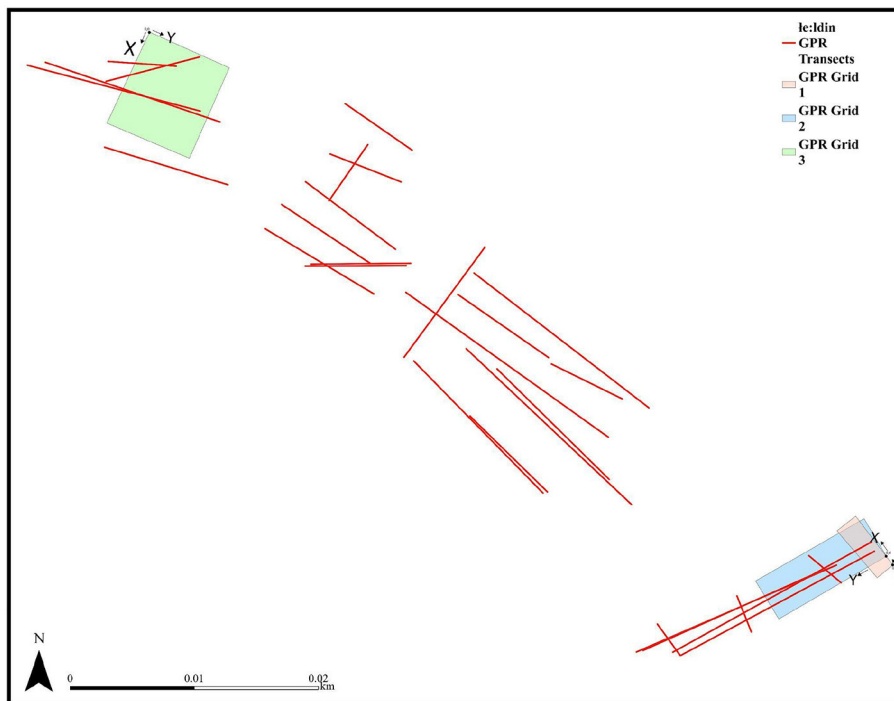 łe:ldin
GPR
Transects
GPR Grid
1
GPR Grid
2
GPR Grid
3
X Y
X
Y
N
0 0.01 0.02
km